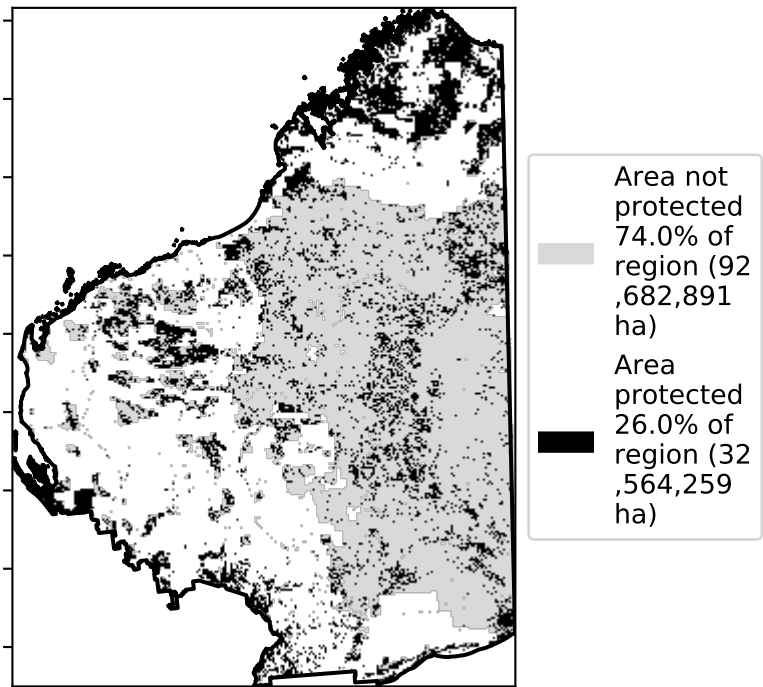 Area not
protected
74.0% of
region (92
,682,891
ha)
Area
protected
26.0% of
region (32
,564,259
ha)